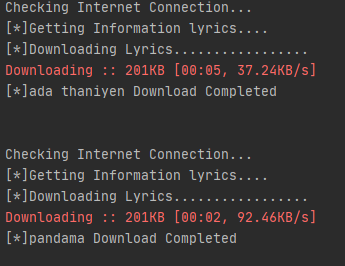 Checking Internet Connection...
[*]Getting Information lyrics....
[*]Downloading Lyrics.................
Downloading :: 201KB [00:05, 37.24KB/s]
[*]ada thaniyen Download Completed
Checking Internet Connection...
[*]Getting Information lyrics....
[*]Downloading Lyrics.................
Downloading :: 201KB [00:02, 92.46KB/s]
[*]pandama Download Completed